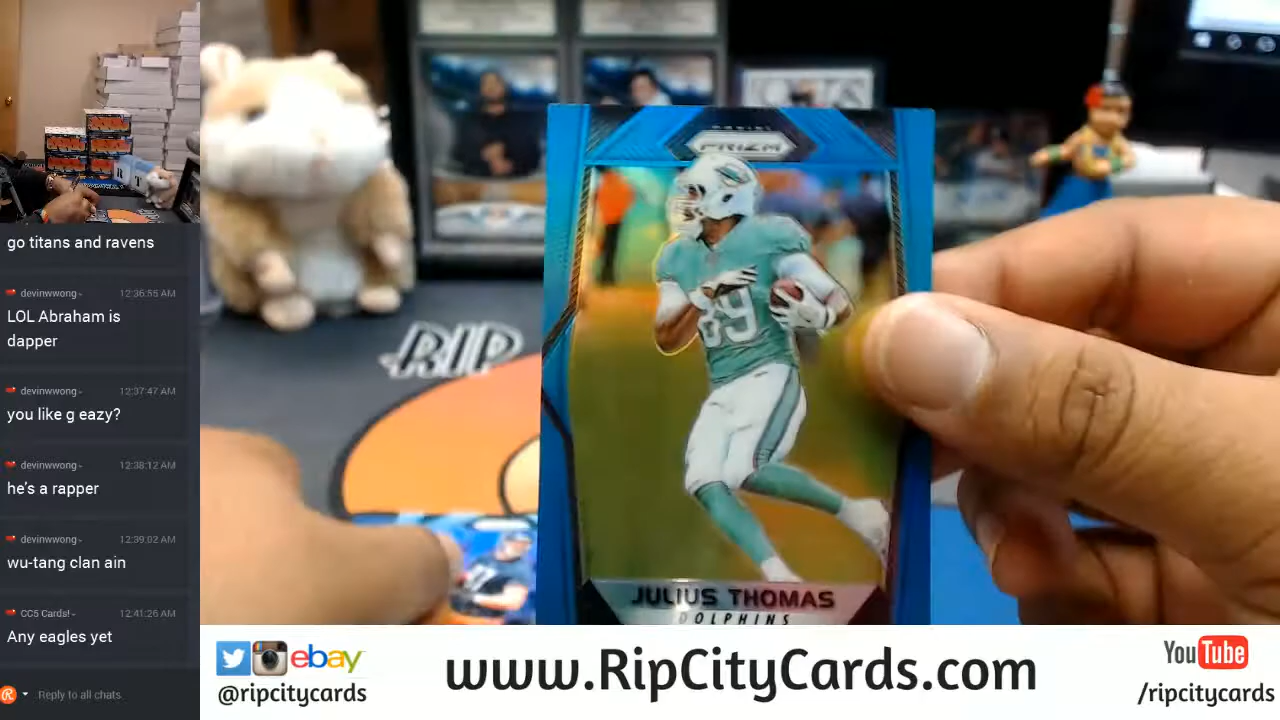 go titans and ravens
devinwwong-
12:36:55 AM
LOL Abraham is
dapper
devinwwong-
12:37:47 AM
you like g eazy?
devinwwong-
12:38:12 AM
he's a rapper
devinwwong-
12:39:02 AM
wu-tang clan ain
CC5 Cards!-
12:41:26 AM
Any eagles yet
Reply to all chats
RIP
PANINI
PRIZM
89
JULIUS THOMAS
DOLPHINS
ebay
@ripcitycards
www.RipCityCards.com
YouTube
/ripcitycards